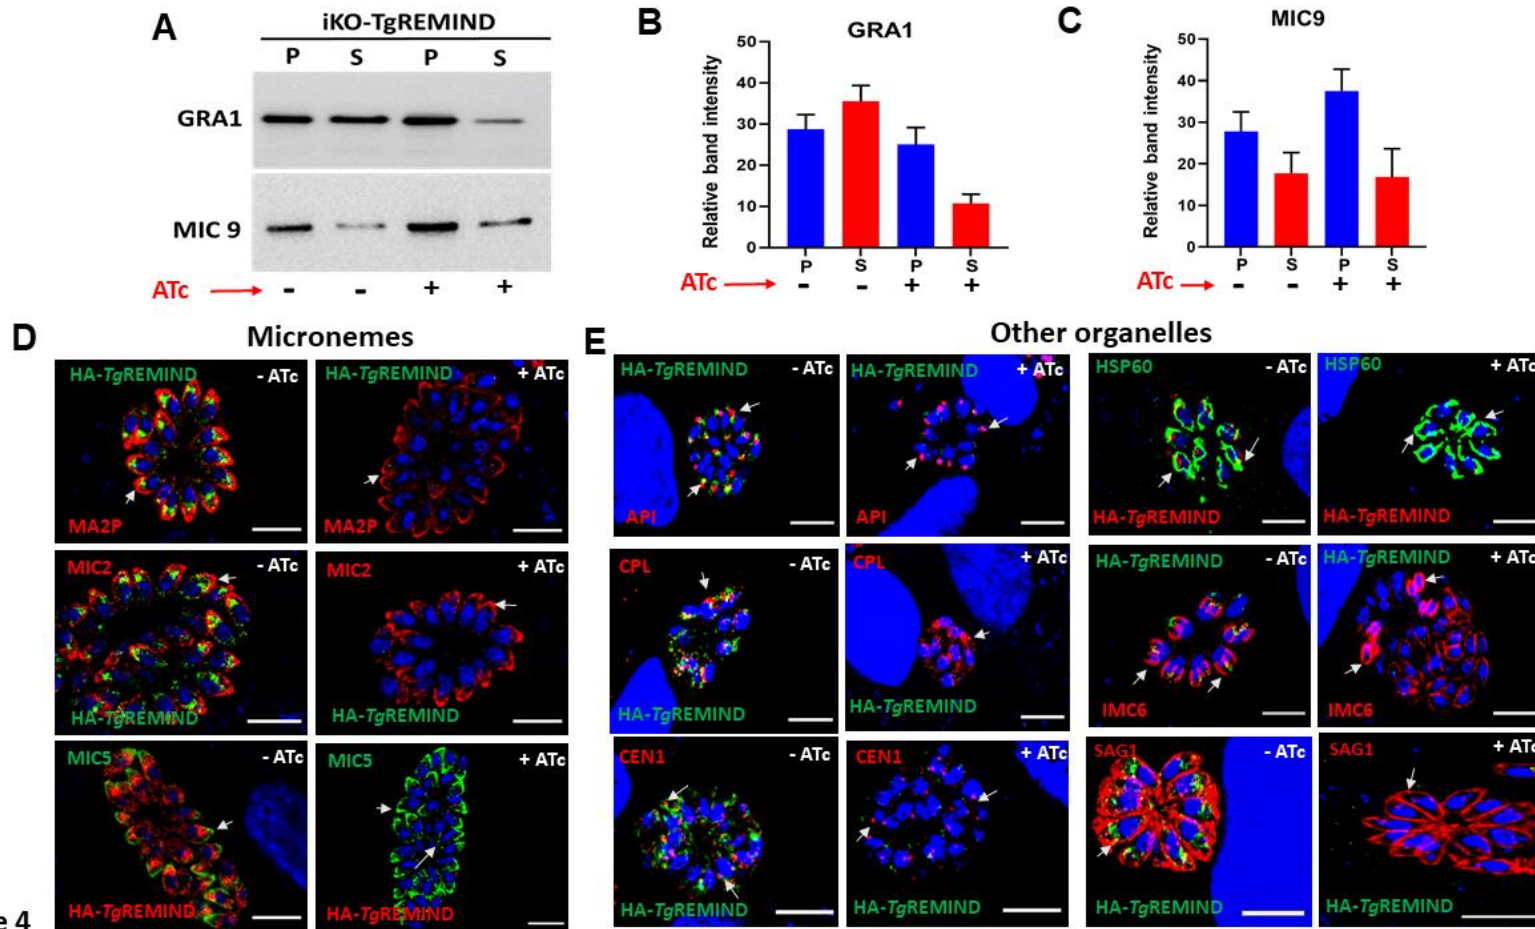 A
iKO-TgREMIND
P S P S
GRA1
MIC 9
ATc - - + +
B
GRA1
Relative band intensity
50
40
30
20
10
0
P S P S
ATc - - + +
C
MIC9
Relative band intensity
50
40
30
20
10
0
P S P S
ATc - - + +
D
Micronemes
HA-TgREMIND - ATc
MA2P
HA-TgREMIND + ATc
MA2P
MIC2 - ATc
HA-TgREMIND
MIC2 + ATc
HA-TgREMIND
MIC5 - ATc
HA-TgREMIND
MIC5 + ATc
HA-TgREMIND
E
Other organelles
HA-TgREMIND - ATc
API
HA-TgREMIND + ATc
API
HSP60 - ATc
HA-TgREMIND
HSP60 + ATc
HA-TgREMIND
CPL - ATc
HA-TgREMIND
CPL + ATc
HA-TgREMIND
HA-TgREMIND - ATc
IMC6
HA-TgREMIND + ATc
IMC6
CEN1 - ATc
HA-TgREMIND
CEN1 + ATc
HA-TgREMIND
SAG1 - ATc
HA-TgREMIND
SAG1 + ATc
HA-TgREMIND
e 4